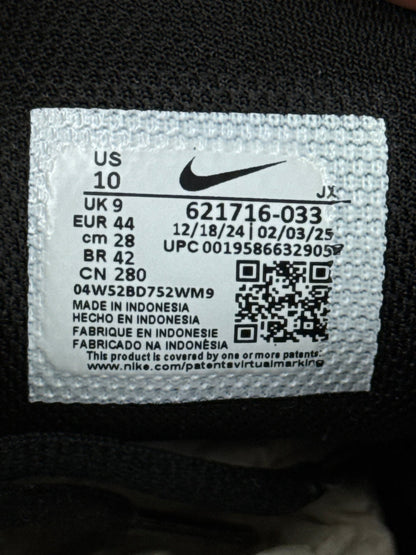 US
10
JX
UK 9
621716-033
EUR 44
12/18/24 | 02/03/25
cm 28
UPC 00195866329057
BR 42
CN 280
04W52BD752WM9
MADE IN INDONESIA
HECHO EN INDONESIA
FABRIQUE EN INDONESIE
FABRICADO NA INDONÉSIA
This product is covered by one or more patents.
www.nike.com/patentsvirtualmarking